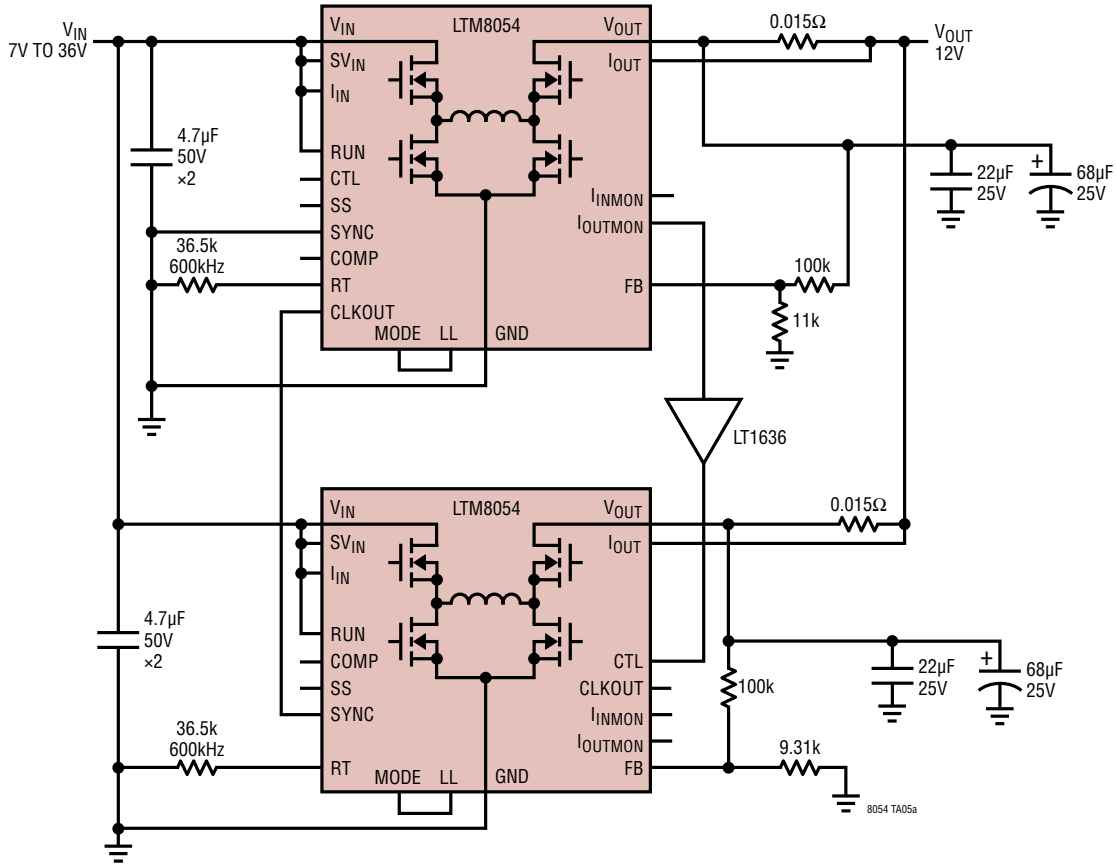 VIN
7V TO 36V
4.7µF
50V
×2
36.5k
600kHz
VIN
SVIN
IIN
RUN
CTL
SS
SYNC
COMP
RT
CLKOUT
MODE
LL
GND
LTM8054
VOUT
IOUT
IINMON
IOUTMON
FB
0.015Ω
VOUT
12V
22µF
25V
+
68µF
25V
100k
11k
LT1636
4.7µF
50V
×2
36.5k
600kHz
VIN
SVIN
IIN
RUN
COMP
SS
SYNC
RT
MODE
LL
GND
LTM8054
VOUT
IOUT
CTL
CLKOUT
IINMON
IOUTMON
FB
0.015Ω
100k
22µF
25V
+
68µF
25V
9.31k
8054 TA05a